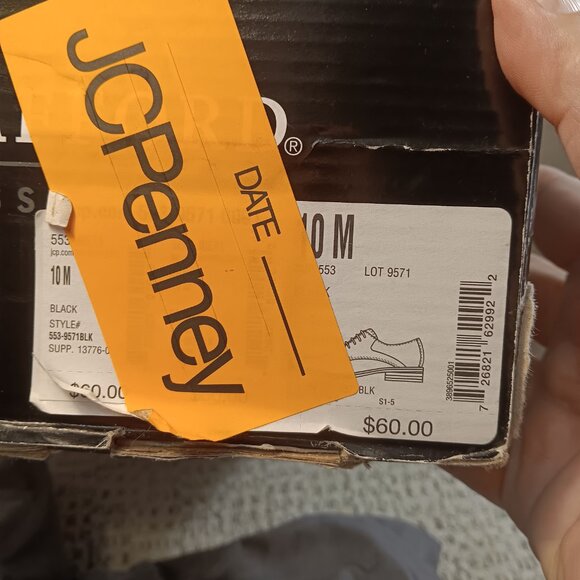 JCPenney
DATE
553
jcp.com
10 M
BLACK
STYLE#
553-9571BLK
SUPP. 13776-0
$60.00
10 M
553 LOT 9571
BLK
S1-5
$60.00
3896525001
7 26821 62992 2